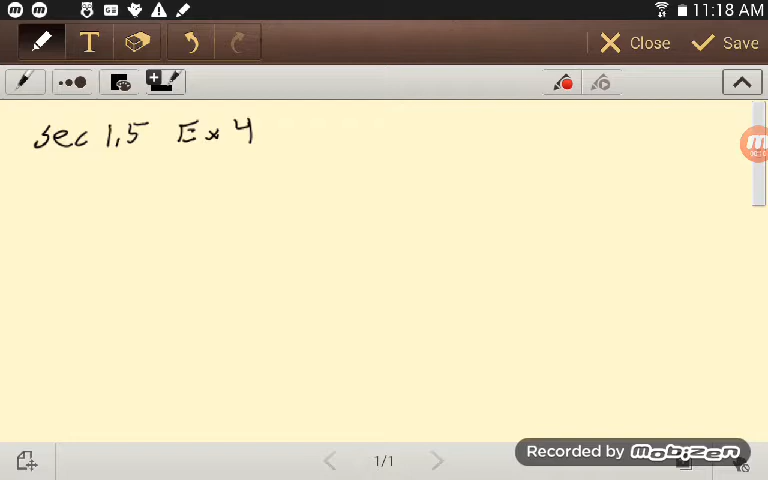 11:18 AM
T
Close
Save
sec 1.5 Ex 4
1/1
Recorded by
mobizen